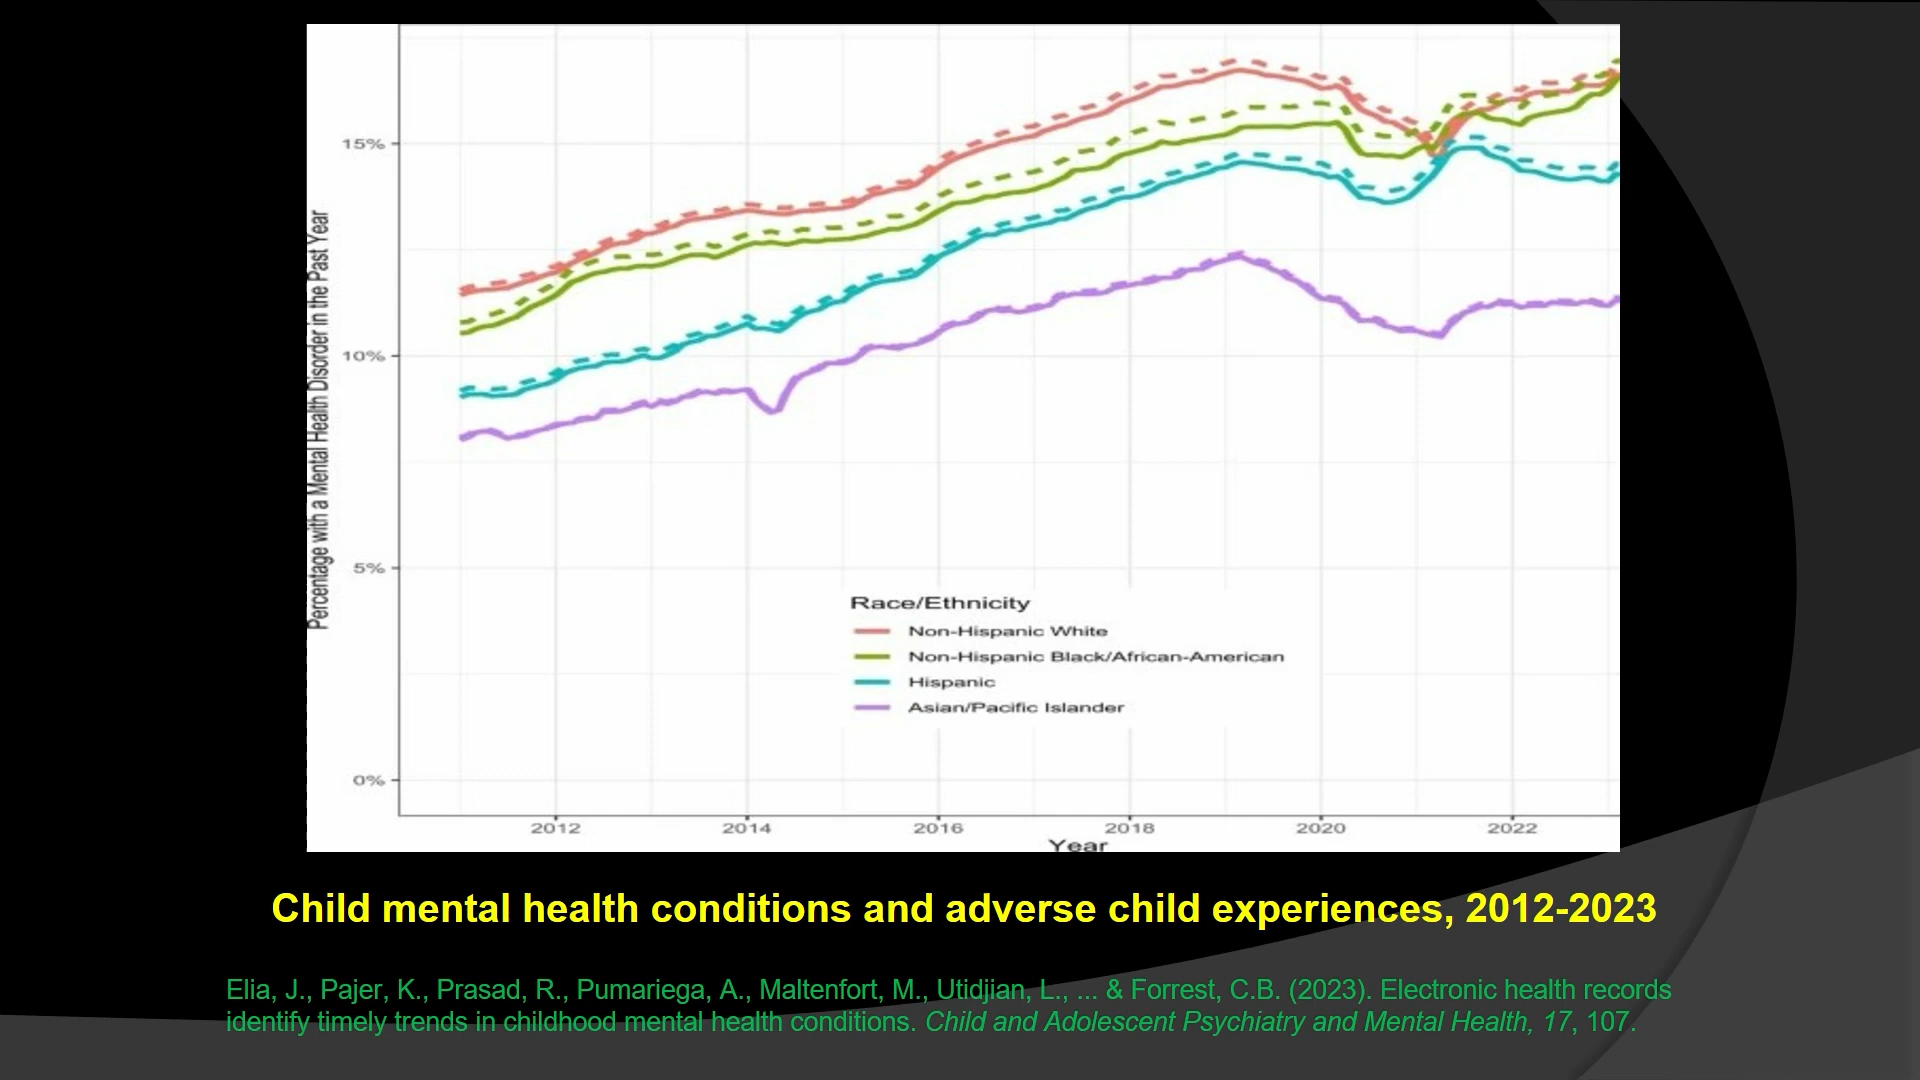 Percentage with a Mental Health Disorder in the Past Year
15%
10%
5%
0%
Race/Ethnicity
Non-Hispanic White
Non-Hispanic Black/African-American
Hispanic
Asian/Pacific Islander
2012 2014 2016 2018 2020 2022
Year
Child mental health conditions and adverse child experiences, 2012-2023
Elia, J., Pajer, K., Prasad, R., Pumariega, A., Maltenfort, M., Utidjian, L., ... & Forrest, C.B. (2023). Electronic health records
identify timely trends in childhood mental health conditions. Child and Adolescent Psychiatry and Mental Health, 17, 107.